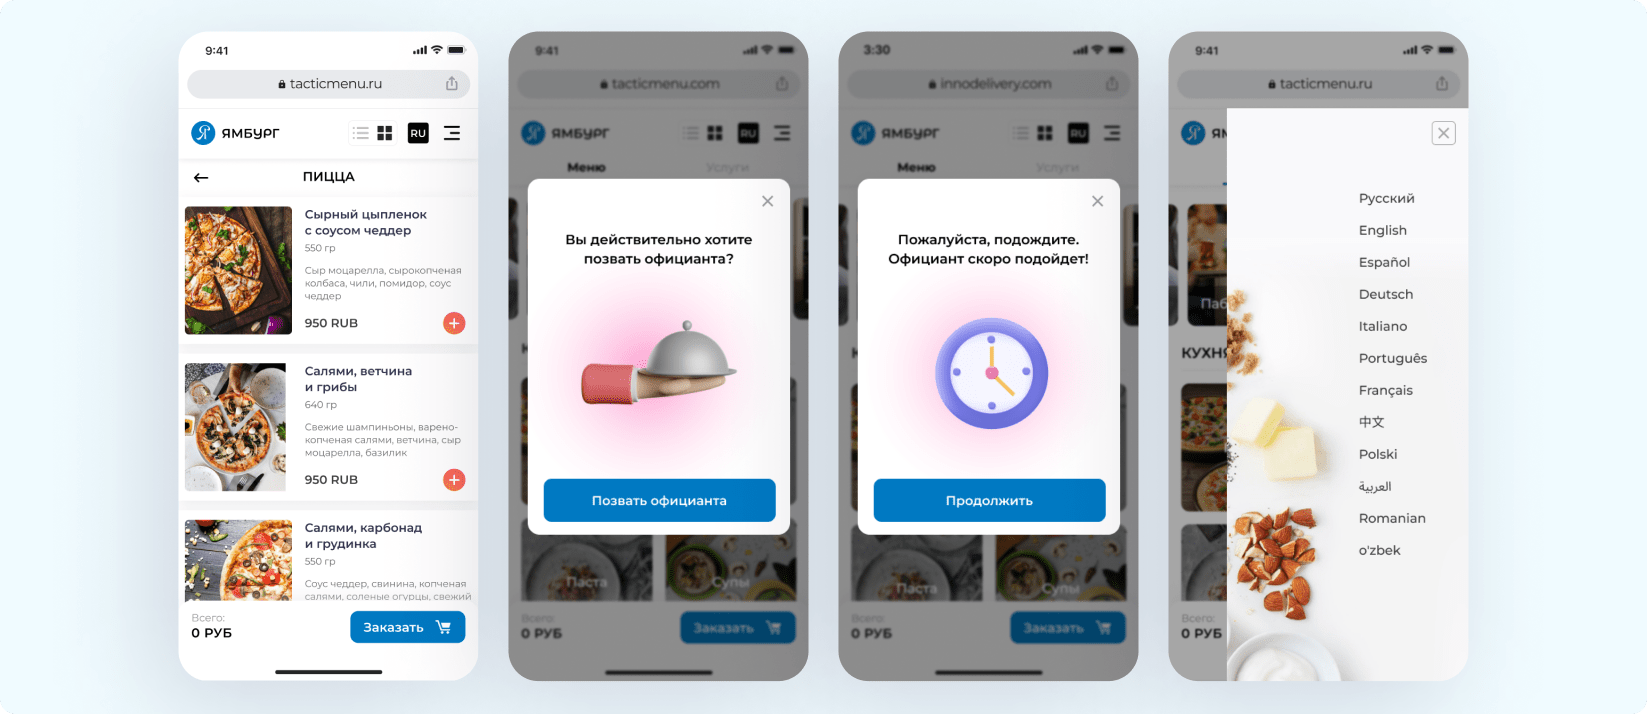 9:41
tacticmenu.ru
ЯМБУРГ
RU
ПИЦЦА
Сырный цыпленок
с соусом чеддер
550 гр
Сыр моцарелла, сырокопченая
колбаса, чили, помидор, соус
чеддер
950 RUB
Салями, ветчина
и грибы
640 гр
Свежие шампиньоны, варено-
копченая салями, ветчина, сыр
моцарелла, базилик
950 RUB
Салями, карбонад
и грудинка
550 гр
Соус чеддер, свинина, копченая
салями, соленые огурцы, свежий
Всего:
0 РУБ
Заказать
9:41
tacticmenu.com
ЯМБУРГ
RU
Меню
Услуги
Вы действительно хотите
позвать официанта?
Позвать официанта
Паста
Супы
Всего:
0 РУБ
Заказать
3:30
innodelivery.com
ЯМБУРГ
RU
Меню
Услуги
Пожалуйста, подождите.
Официант скоро подойдет!
Продолжить
Паста
Супы
Всего:
0 РУБ
Заказать
9:41
tacticmenu.ru
Русский
English
Español
Deutsch
Italiano
Português
Français
中文
Polski
العربية
Romanian
o'zbek
КУХНЯ
Всего:
0 РУБ